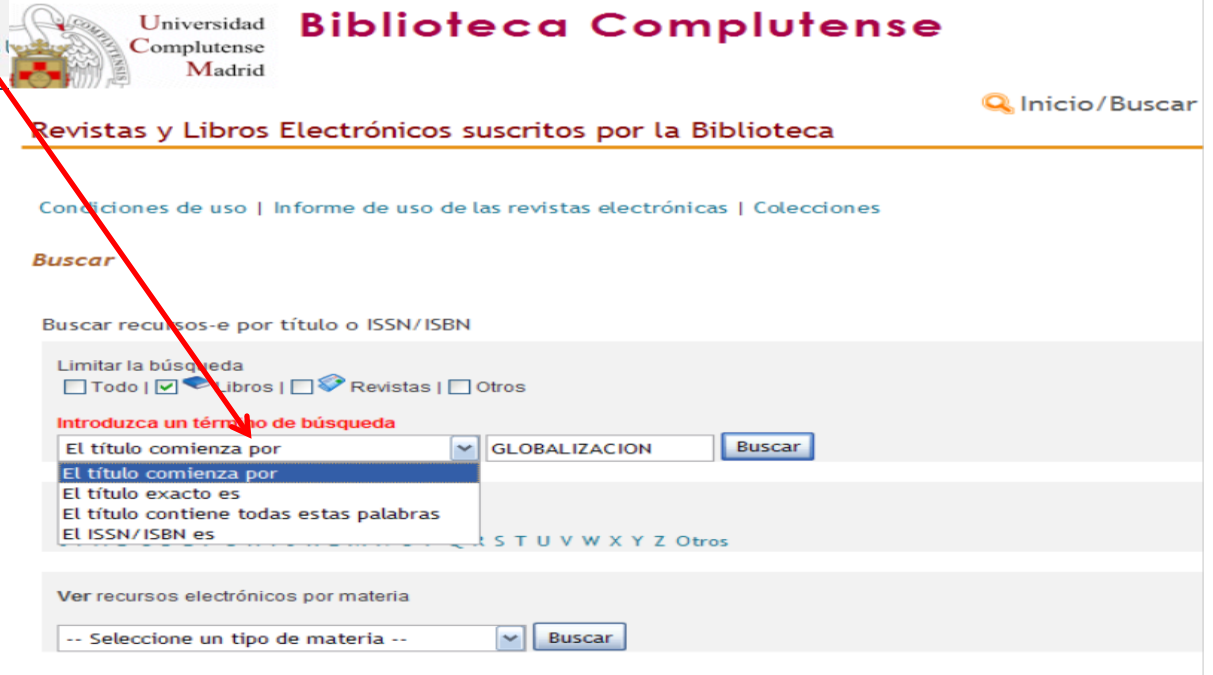 Universidad
Complutense
Madrid
Biblioteca Complutense
Inicio/Buscar
Revistas y Libros Electrónicos suscritos por la Biblioteca
Condiciones de uso | Informe de uso de las revistas electrónicas | Colecciones
Buscar
Buscar recursos-e por título o ISSN/ISBN
Limitar la búsqueda
Todo | Libros | Revistas | Otros
Introduzca un término de búsqueda
El título comienza por GLOBALIZACION Buscar
El título comienza por
El título exacto es
El título contiene todas estas palabras
El ISSN/ISBN es
S T U V W X Y Z Otros
Ver recursos electrónicos por materia
-- Seleccione un tipo de materia -- Buscar